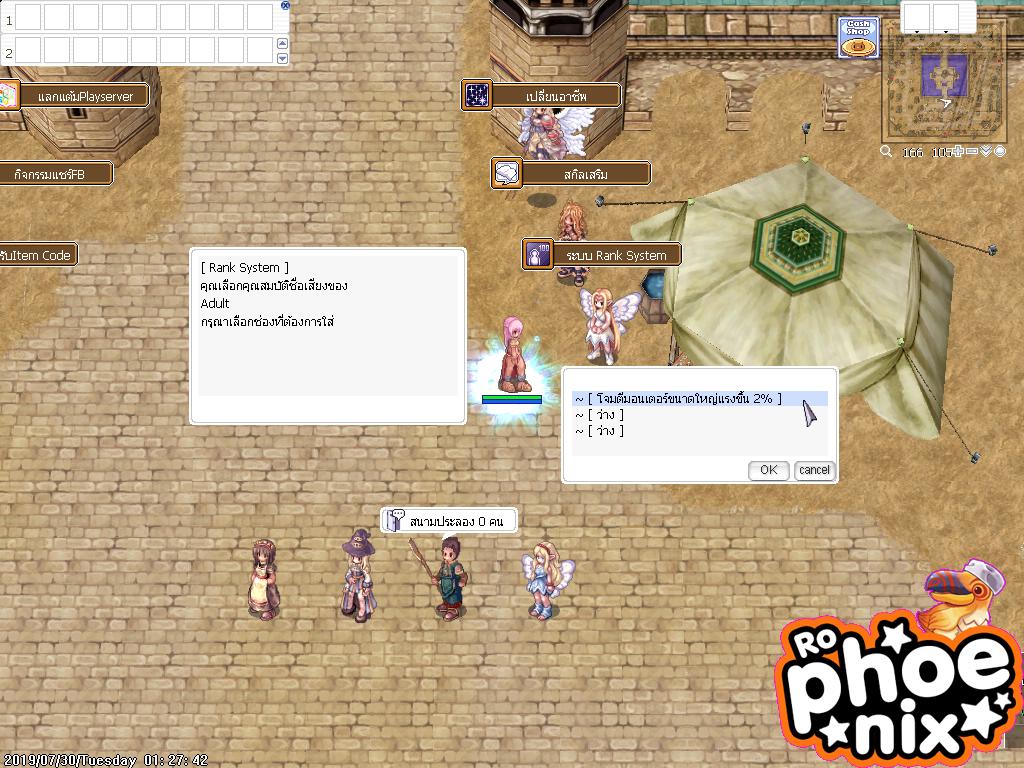 1
2
Cash Shop
แลกแต้มPlayserver
เปลี่ยนอาชีพ
166 105
กิจกรรมแชร์FB
สกิลเสริม
รับItem Code
ระบบ Rank System
[ Rank System ]
คุณเลือกคุณสมบัติชื่อเสียงของ
Adult
กรุณาเลือกช่องที่ต้องการใส่
~ [ โจมตีมอนเตอร์ขนาดใหญ่แรงขึ้น 2% ]
~ [ ว่าง ]
~ [ ว่าง ]
OK
cancel
สนามประลอง 0 คน
RO
phoe
nix
2019/07/30/Tuesday 01:27:42